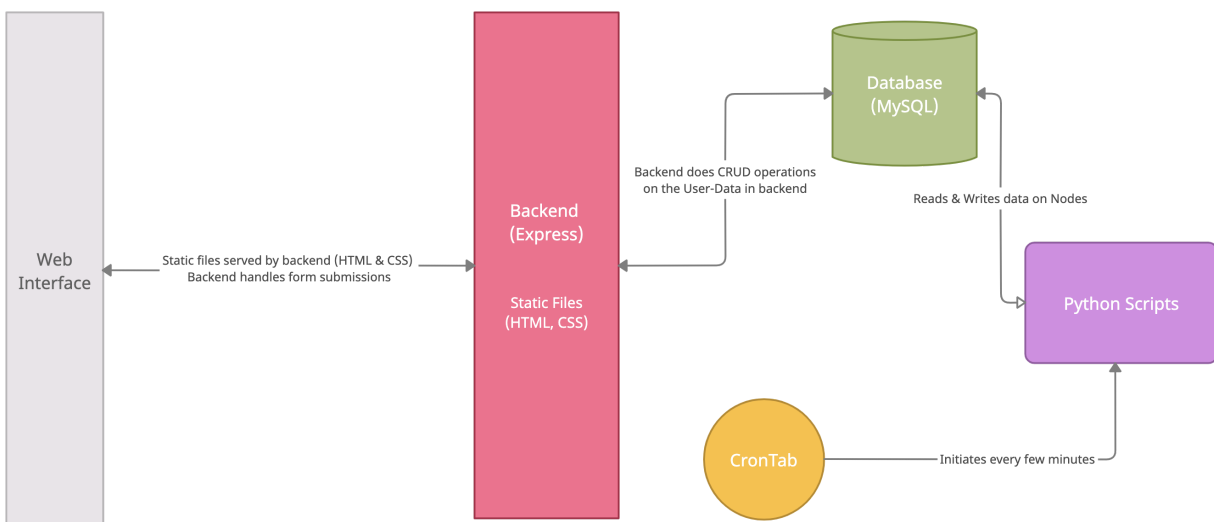 Web
Interface
Static files served by backend (HTML & CSS)
Backend handles form submissions
Backend
(Express)
Static Files
(HTML, CSS)
Backend does CRUD operations
on the User-Data in backend
Database
(MySQL)
Reads & Writes data on Nodes
Python Scripts
CronTab
Initiates every few minutes